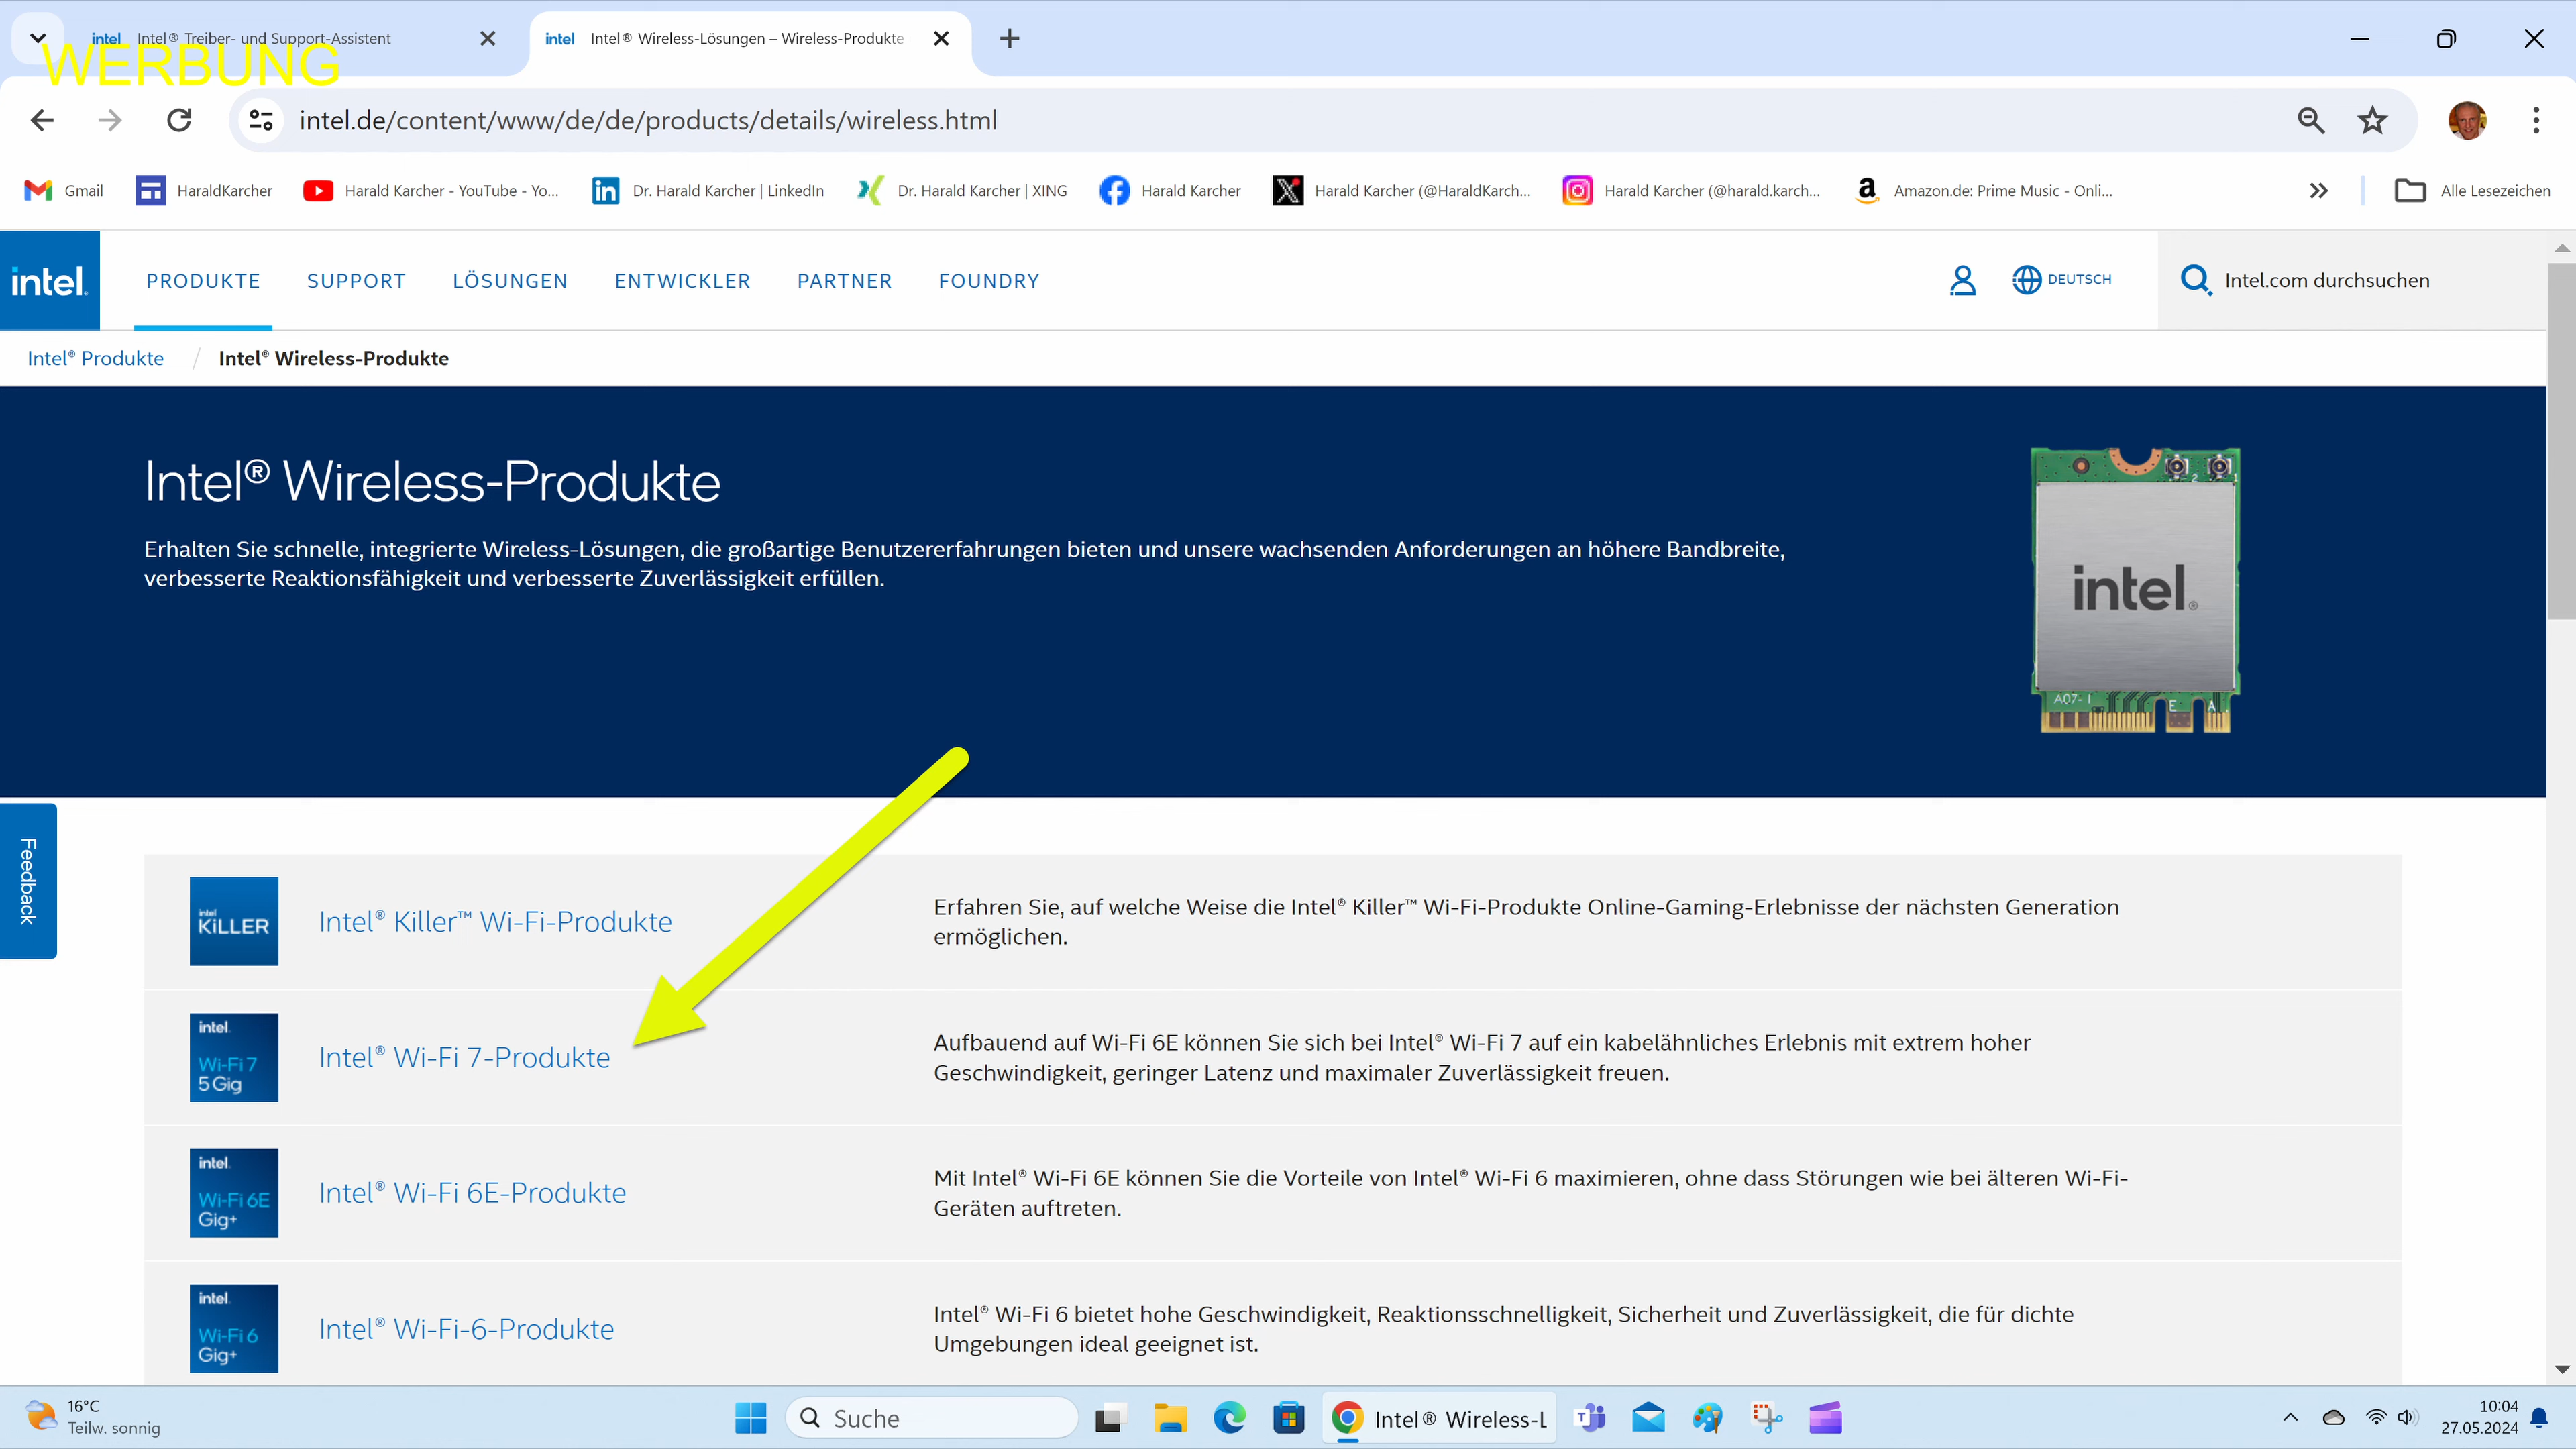 intel Intel® Treiber- und Support-Assistent
intel Intel® Wireless-Lösungen – Wireless-Produkte
WERBUNG
intel.de/content/www/de/de/products/details/wireless.html
Gmail
HaraldKarcher
Harald Karcher - YouTube - Yo...
Dr. Harald Karcher | LinkedIn
Dr. Harald Karcher | XING
Harald Karcher
Harald Karcher (@HaraldKarch...
Harald Karcher (@harald.karch...
Amazon.de: Prime Music - Onli...
Alle Lesezeichen
intel.
PRODUKTE
SUPPORT
LÖSUNGEN
ENTWICKLER
PARTNER
FOUNDRY
DEUTSCH
Intel.com durchsuchen
Intel® Produkte / Intel® Wireless-Produkte
Intel® Wireless-Produkte
Erhalten Sie schnelle, integrierte Wireless-Lösungen, die großartige Benutzererfahrungen bieten und unsere wachsenden Anforderungen an höhere Bandbreite,
verbesserte Reaktionsfähigkeit und verbesserte Zuverlässigkeit erfüllen.
2 1
intel.®
A07- I
E A
Feedback
intel
KiLLER
Intel® Killer™ Wi-Fi-Produkte
Erfahren Sie, auf welche Weise die Intel® Killer™ Wi-Fi-Produkte Online-Gaming-Erlebnisse der nächsten Generation
ermöglichen.
intel.
Wi-Fi 7
5 Gig
Intel® Wi-Fi 7-Produkte
Aufbauend auf Wi-Fi 6E können Sie sich bei Intel® Wi-Fi 7 auf ein kabelähnliches Erlebnis mit extrem hoher
Geschwindigkeit, geringer Latenz und maximaler Zuverlässigkeit freuen.
intel.
Wi-Fi 6E
Gig+
Intel® Wi-Fi 6E-Produkte
Mit Intel® Wi-Fi 6E können Sie die Vorteile von Intel® Wi-Fi 6 maximieren, ohne dass Störungen wie bei älteren Wi-Fi-
Geräten auftreten.
intel.
Wi-Fi 6
Gig+
Intel® Wi-Fi-6-Produkte
Intel® Wi-Fi 6 bietet hohe Geschwindigkeit, Reaktionsschnelligkeit, Sicherheit und Zuverlässigkeit, die für dichte
Umgebungen ideal geeignet ist.
16°C
Teilw. sonnig
Suche
Intel® Wireless-L
10:04
27.05.2024